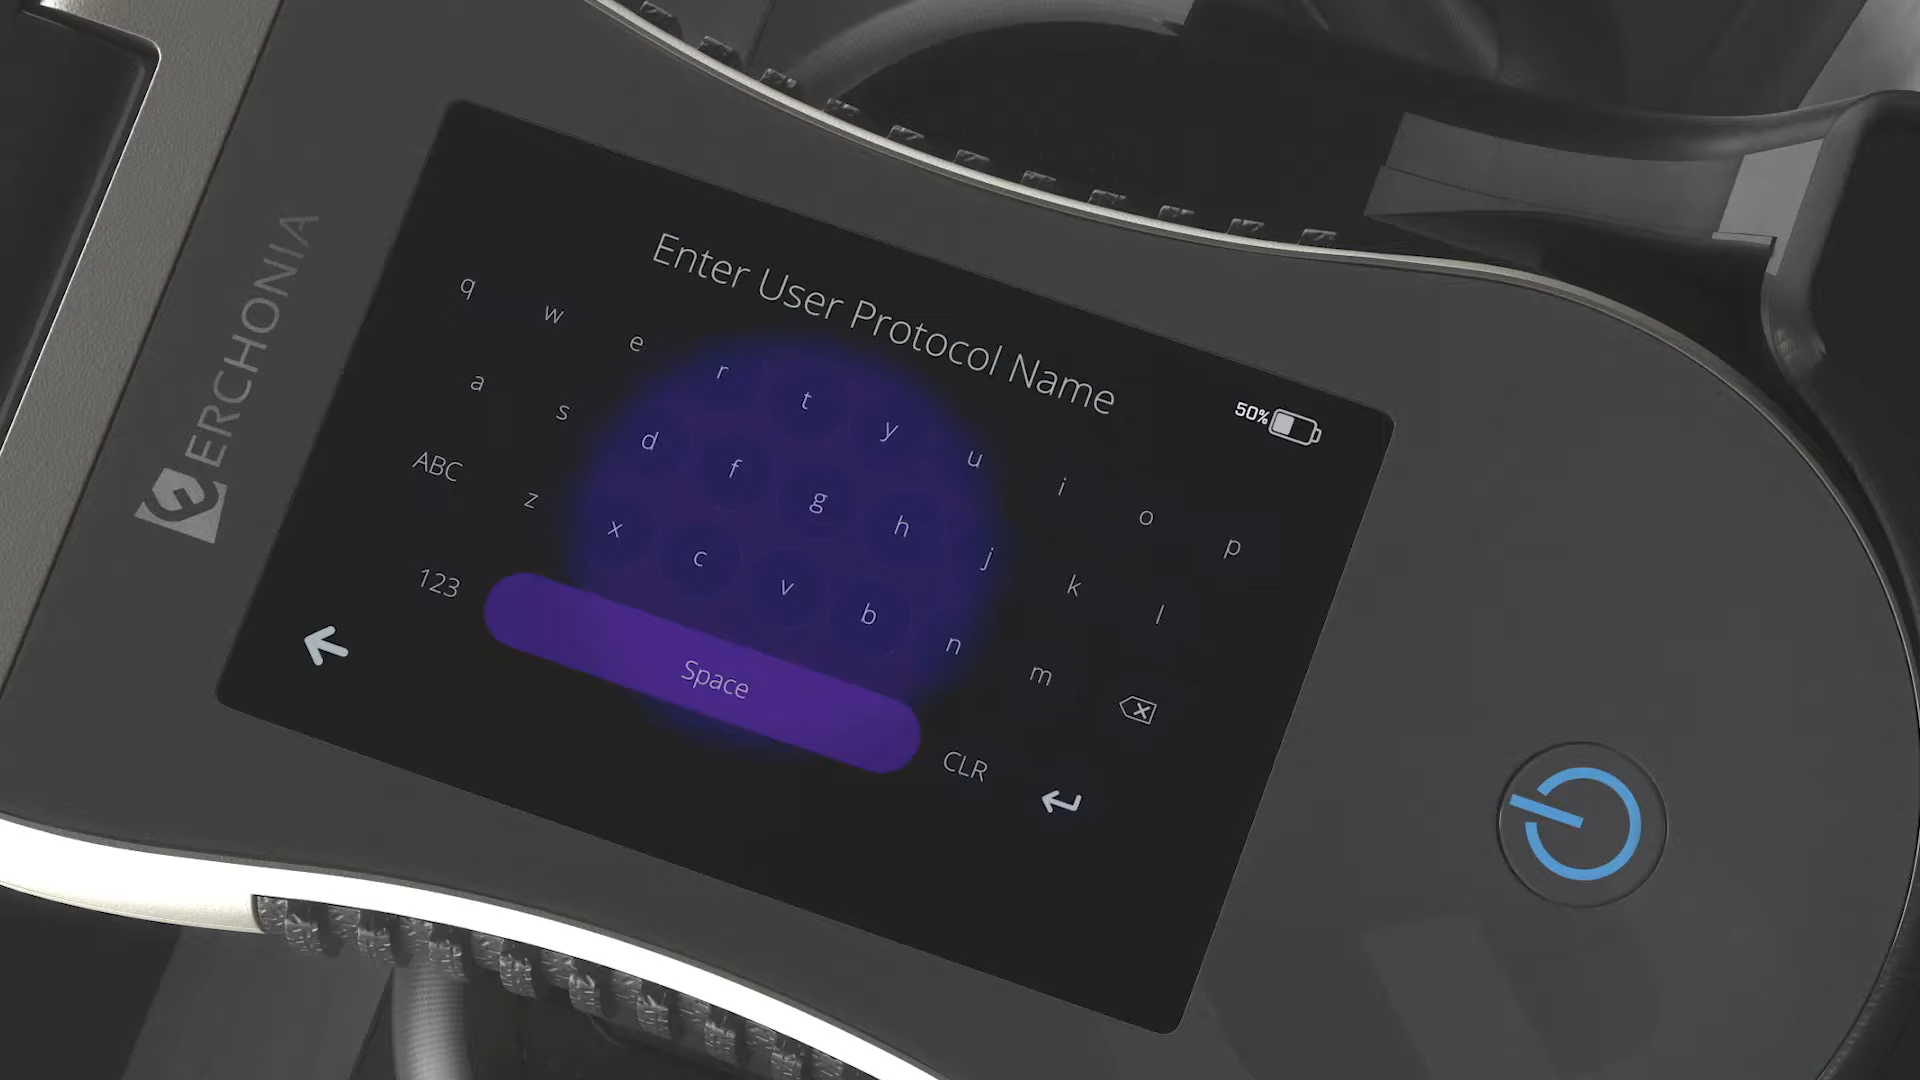 ERCHONIA
Enter User Protocol Name
50%
q w e r t y u i o p
a s d f g h j k l
ABC z x c v b n m
123 Space CLR